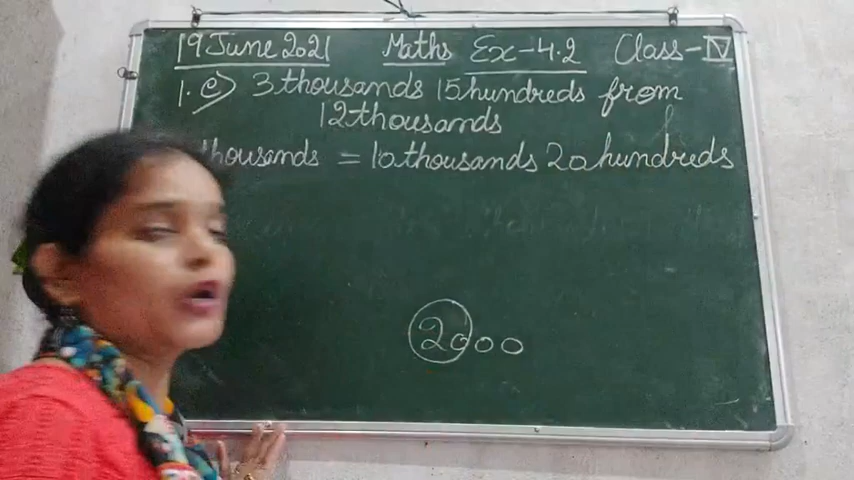 19 June 2021 Maths Ex-4.2 Class-IV
1. e) 3 thousands 15 hundreds from
12 thousands
thousands = 10 thousands 20 hundreds
2000